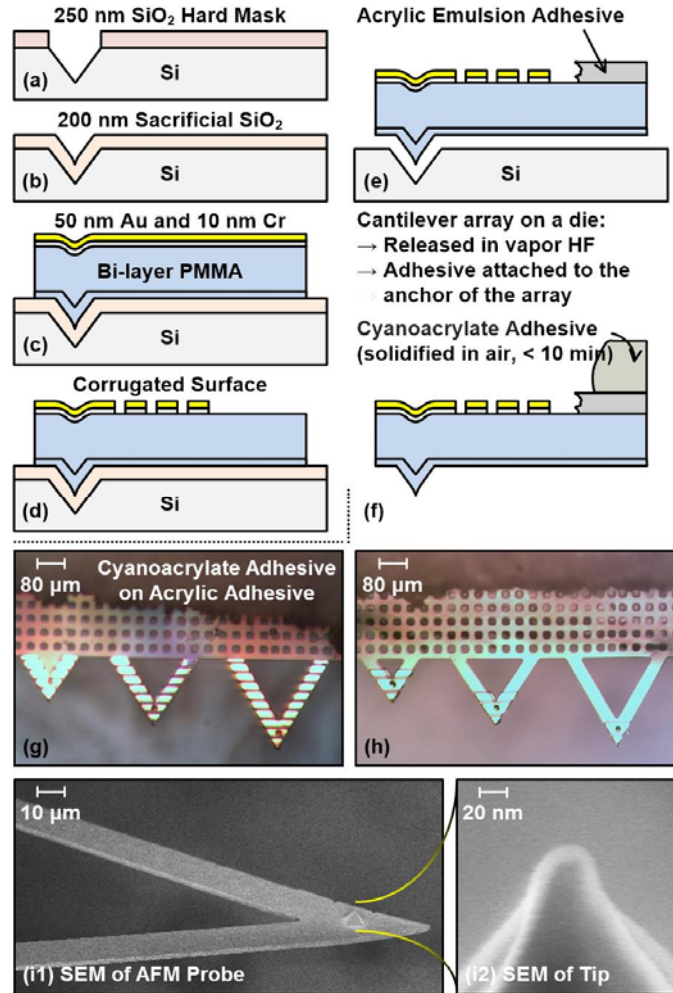 250 nm SiO₂ Hard Mask
Si
(a)
200 nm Sacrificial SiO₂
Si
(b)
50 nm Au and 10 nm Cr
Bi-layer PMMA
Si
(c)
Corrugated Surface
Si
(d)
Acrylic Emulsion Adhesive
Si
(e)
Cantilever array on a die:
→ Released in vapor HF
→ Adhesive attached to the
anchor of the array
Cyanoacrylate Adhesive
(solidified in air, < 10 min)
(f)
80 µm
Cyanoacrylate Adhesive
on Acrylic Adhesive
(g)
80 µm
(h)
10 µm
(i1) SEM of AFM Probe
20 nm
(i2) SEM of Tip